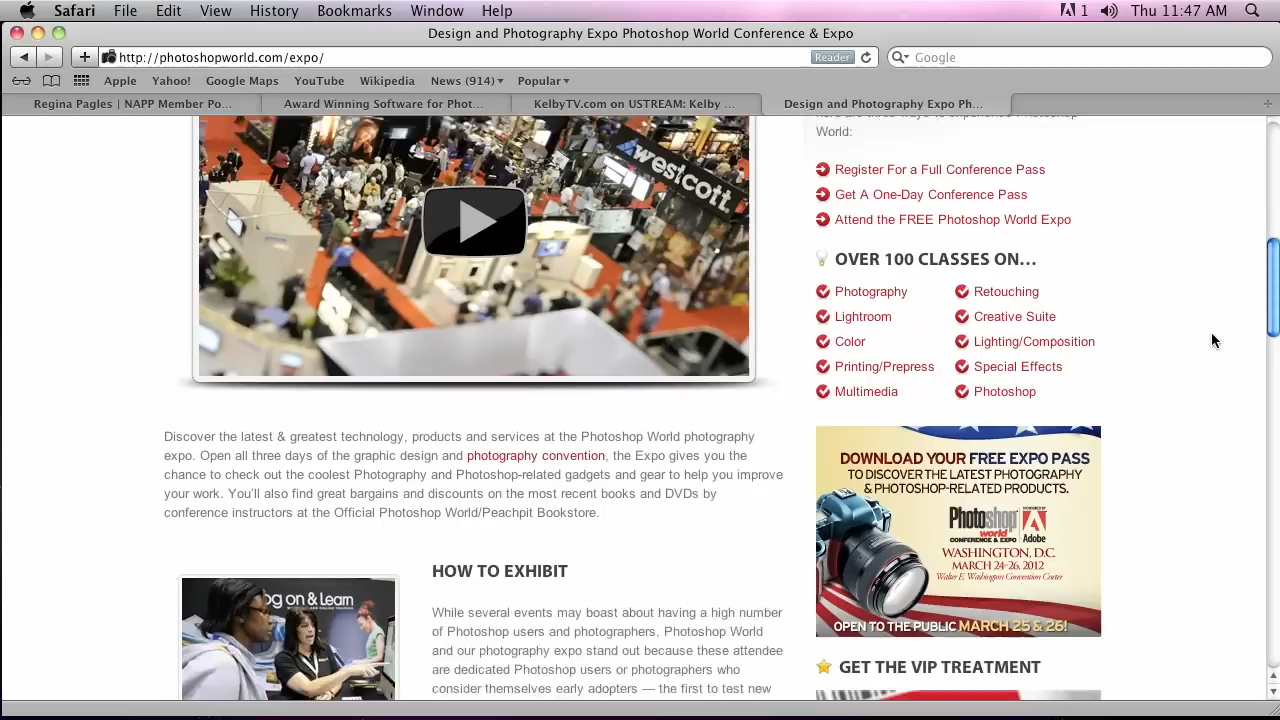 Safari File Edit View History Bookmarks Window Help
1 Thu 11:47 AM
Design and Photography Expo Photoshop World Conference & Expo
http://photoshopworld.com/expo/
Reader
Google
Apple Yahoo! Google Maps YouTube Wikipedia News (914) Popular
Regina Pagles | NAPP Member Po...
Award Winning Software for Phot...
KelbyTV.com on USTREAM: Kelby ...
Design and Photography Expo Ph...
westcott
Discover the latest & greatest technology, products and services at the Photoshop World photography
expo. Open all three days of the graphic design and photography convention, the Expo gives you the
chance to check out the coolest Photography and Photoshop-related gadgets and gear to help you improve
your work. You'll also find great bargains and discounts on the most recent books and DVDs by
conference instructors at the Official Photoshop World/Peachpit Bookstore.
og on & Learn
HOW TO EXHIBIT
While several events may boast about having a high number
of Photoshop users and photographers, Photoshop World
and our photography expo stand out because these attendee
are dedicated Photoshop users or photographers who
consider themselves early adopters — the first to test new
here are three ways to experience Photoshop
World:
Register For a Full Conference Pass
Get A One-Day Conference Pass
Attend the FREE Photoshop World Expo
OVER 100 CLASSES ON...
Photography Retouching
Lightroom Creative Suite
Color Lighting/Composition
Printing/Prepress Special Effects
Multimedia Photoshop
DOWNLOAD YOUR FREE EXPO PASS
TO DISCOVER THE LATEST PHOTOGRAPHY
& PHOTOSHOP-RELATED PRODUCTS.
Photoshop
world
CONFERENCE & EXPO
SPONSORED BY
Adobe
WASHINGTON, D.C.
MARCH 24-26, 2012
Walter E. Washington Convention Center
OPEN TO THE PUBLIC MARCH 25 & 26!
GET THE VIP TREATMENT